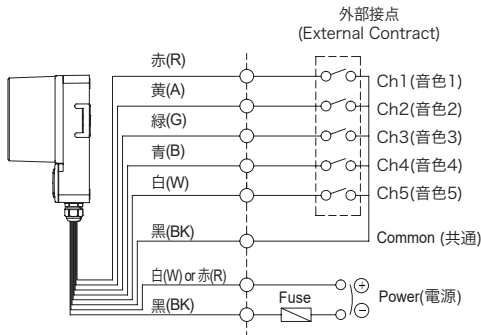 外部接点
(External Contract)
赤(R)
Ch1(音色1)
黄(A)
Ch2(音色2)
緑(G)
Ch3(音色3)
青(B)
Ch4(音色4)
白(W)
Ch5(音色5)
黑(BK)
Common (共通)
白(W) or 赤(R)
Fuse
Power(電源)
黑(BK)